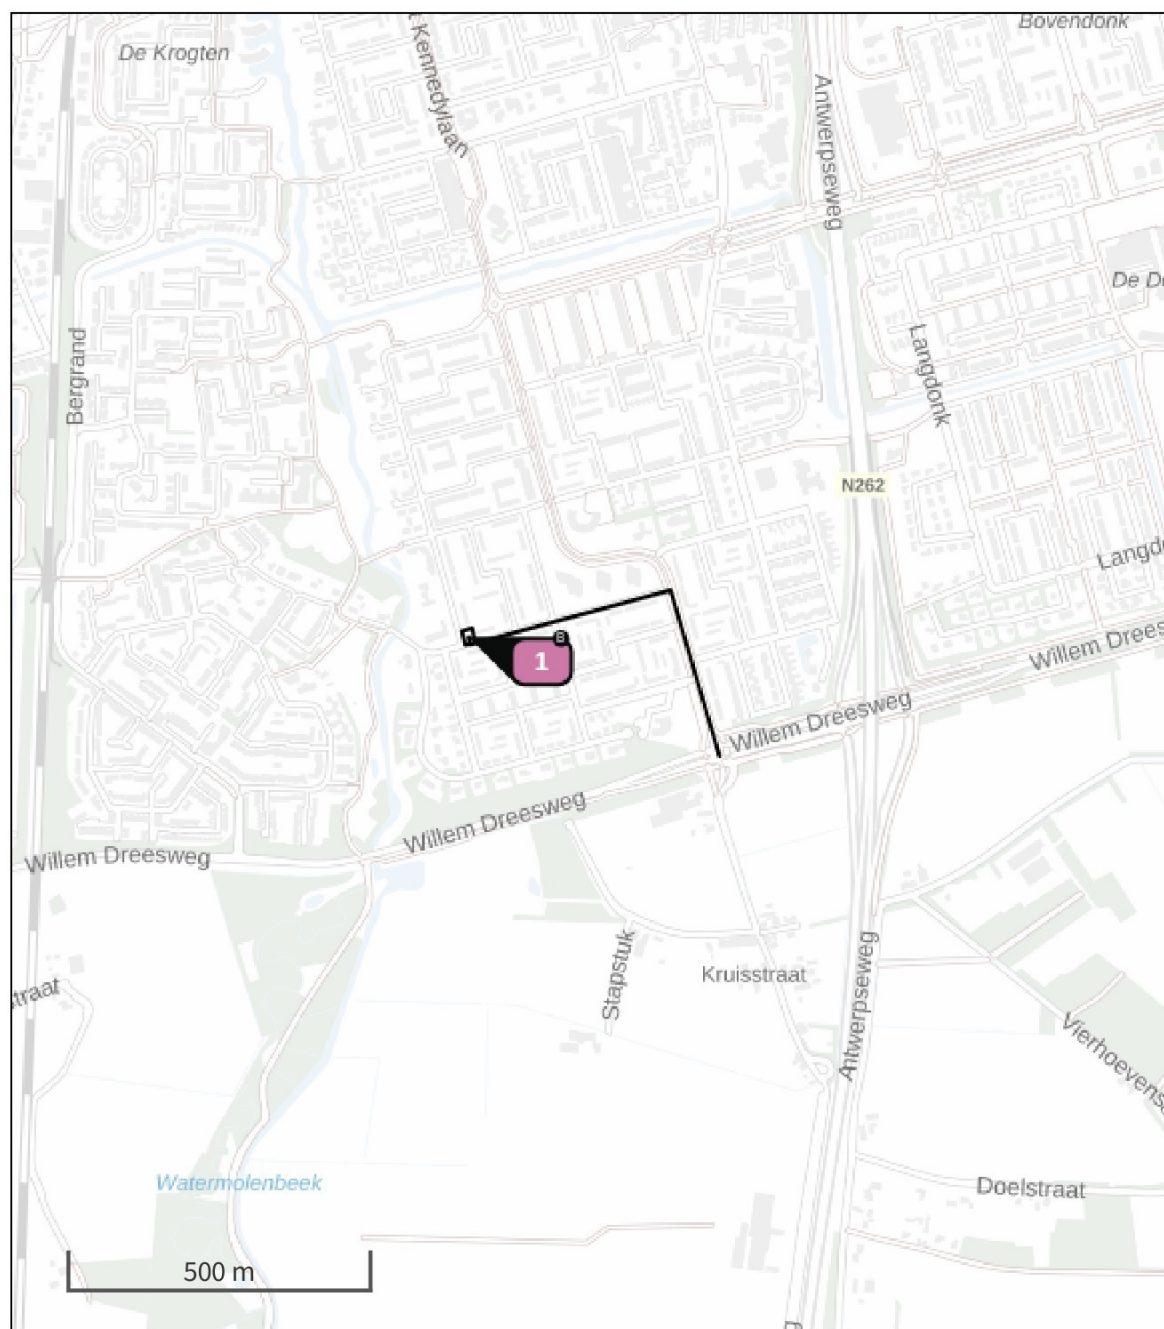 De Krogten
Bovendonk
Kennedylaan
Antwerpseweg
De D
Bergrand
Langdonk
N262
Langd
Willem Drees
B
1
Willem Dreesweg
Willem Dreesweg
Willem Dreesweg
Stapstuk
Kruisstraat
traat
Antwerpseweg
Vierhoevens
Watermolenbeek
Doelstraat
500 m
g